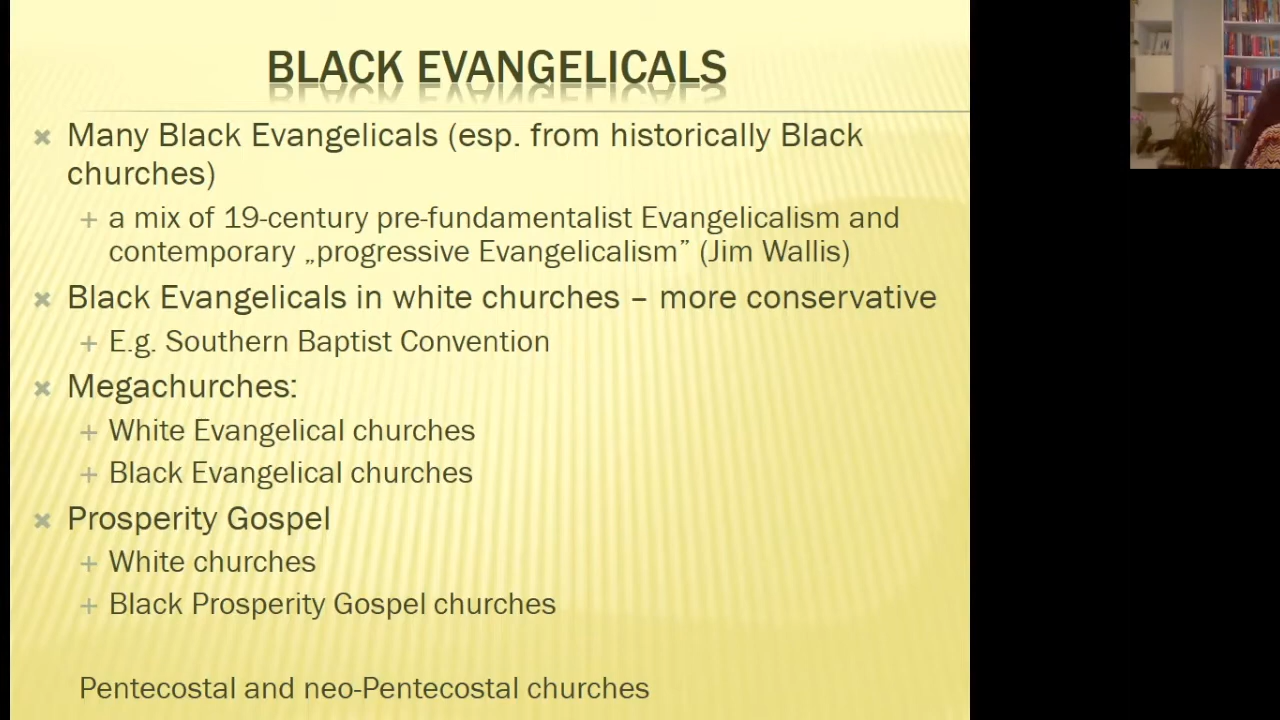 BLACK EVANGELICALS
Many Black Evangelicals (esp. from historically Black
churches)
a mix of 19-century pre-fundamentalist Evangelicalism and
contemporary „progressive Evangelicalism” (Jim Wallis)
Black Evangelicals in white churches – more conservative
E.g. Southern Baptist Convention
Megachurches:
White Evangelical churches
Black Evangelical churches
Prosperity Gospel
White churches
Black Prosperity Gospel churches
Pentecostal and neo-Pentecostal churches